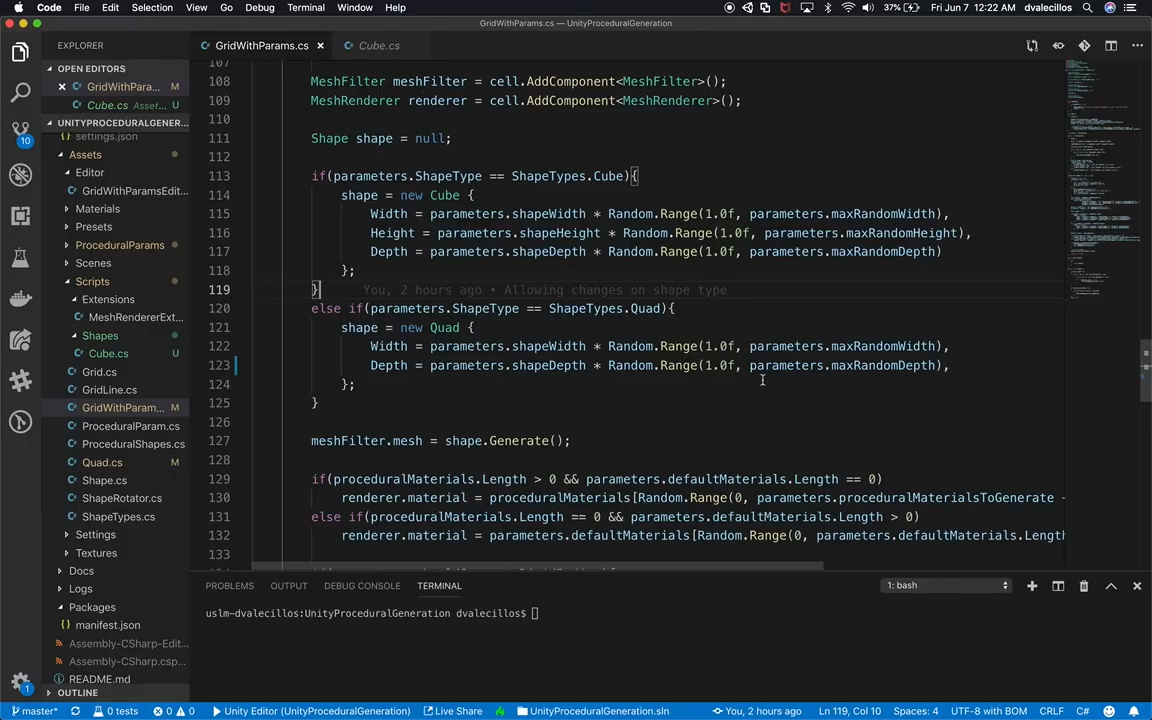 Code File Edit Selection View Go Debug Terminal Window Help
37% Fri Jun 7 12:22 AM dvalecillos
GridWithParams.cs — UnityProceduralGeneration
EXPLORER
OPEN EDITORS
GridWithPara... M
Cube.cs Asset... U
UNITYPROCEDURALGENER...
settings.json
Assets
Editor
GridWithParamsEdit...
Materials
Presets
ProceduralParams
Scenes
Scripts
Extensions
MeshRendererExt...
Shapes
Cube.cs U
Grid.cs
GridLine.cs
GridWithParam... M
ProceduralParam.cs
ProceduralShapes.cs
Quad.cs M
Shape.cs
ShapeRotator.cs
ShapeTypes.cs
Settings
Textures
Docs
Logs
Packages
manifest.json
Assembly-CSharp-Edit...
Assembly-CSharp.csp...
README.md
OUTLINE
10
1
GridWithParams.cs × Cube.cs
107
108 MeshFilter meshFilter = cell.AddComponent<MeshFilter>();
109 MeshRenderer renderer = cell.AddComponent<MeshRenderer>();
110
111 Shape shape = null;
112
113 if(parameters.ShapeType == ShapeTypes.Cube){
114 shape = new Cube {
115 Width = parameters.shapeWidth * Random.Range(1.0f, parameters.maxRandomWidth),
116 Height = parameters.shapeHeight * Random.Range(1.0f, parameters.maxRandomHeight),
117 Depth = parameters.shapeDepth * Random.Range(1.0f, parameters.maxRandomDepth)
118 };
119 } You, 2 hours ago • Allowing changes on shape type
120 else if(parameters.ShapeType == ShapeTypes.Quad){
121 shape = new Quad {
122 Width = parameters.shapeWidth * Random.Range(1.0f, parameters.maxRandomWidth),
123 Depth = parameters.shapeDepth * Random.Range(1.0f, parameters.maxRandomDepth),
124 };
125 }
126
127 meshFilter.mesh = shape.Generate();
128
129 if(proceduralMaterials.Length > 0 && parameters.defaultMaterials.Length == 0)
130 renderer.material = proceduralMaterials[Random.Range(0, parameters.proceduralMaterialsToGenerate -
131 else if(proceduralMaterials.Length == 0 && parameters.defaultMaterials.Length > 0)
132 renderer.material = parameters.defaultMaterials[Random.Range(0, parameters.defaultMaterials.Length
133
PROBLEMS OUTPUT DEBUG CONSOLE TERMINAL 1: bash
uslm-dvalecillos:UnityProceduralGeneration dvalecillos$
master* 0 tests 0 0 Unity Editor (UnityProceduralGeneration) Live Share UnityProceduralGeneration.sln You, 2 hours ago Ln 119, Col 10 Spaces: 4 UTF-8 with BOM CRLF C#